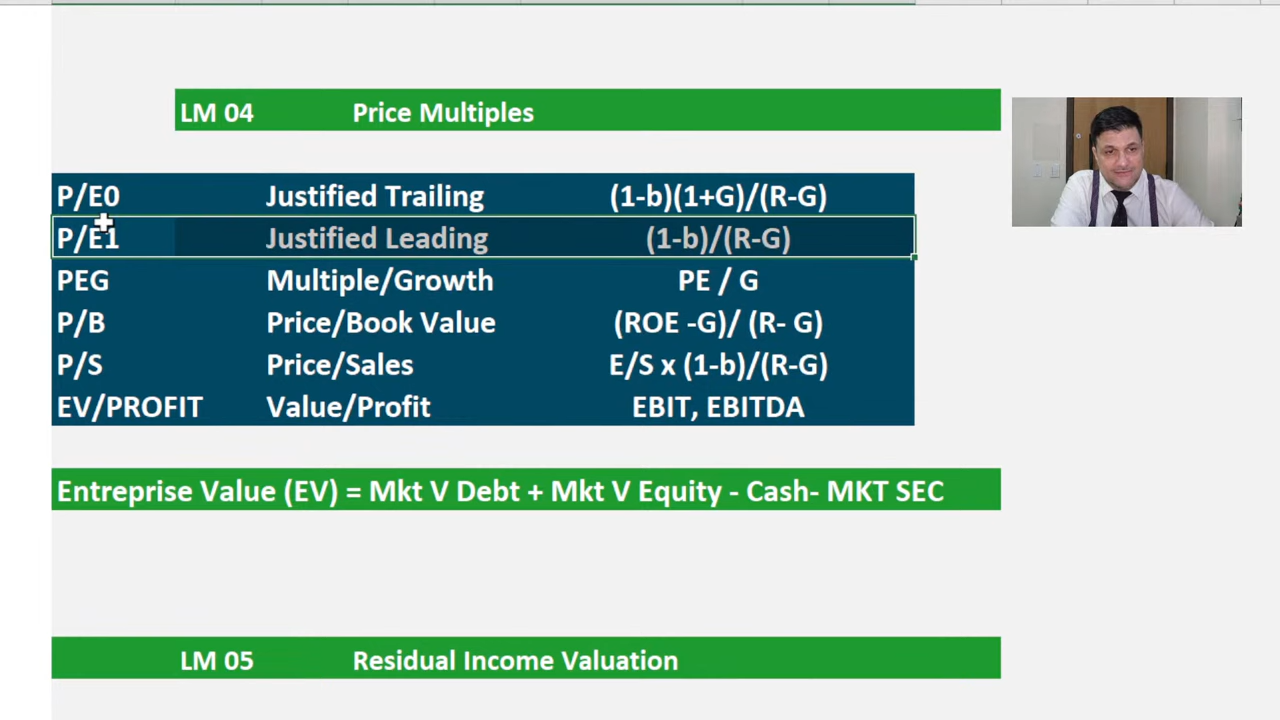 LM 04 Price Multiples
P/E0 Justified Trailing (1-b)(1+G)/(R-G)
P/E1 Justified Leading (1-b)/(R-G)
PEG Multiple/Growth PE / G
P/B Price/Book Value (ROE -G)/ (R- G)
P/S Price/Sales E/S x (1-b)/(R-G)
EV/PROFIT Value/Profit EBIT, EBITDA
Entreprise Value (EV) = Mkt V Debt + Mkt V Equity - Cash- MKT SEC
LM 05 Residual Income Valuation